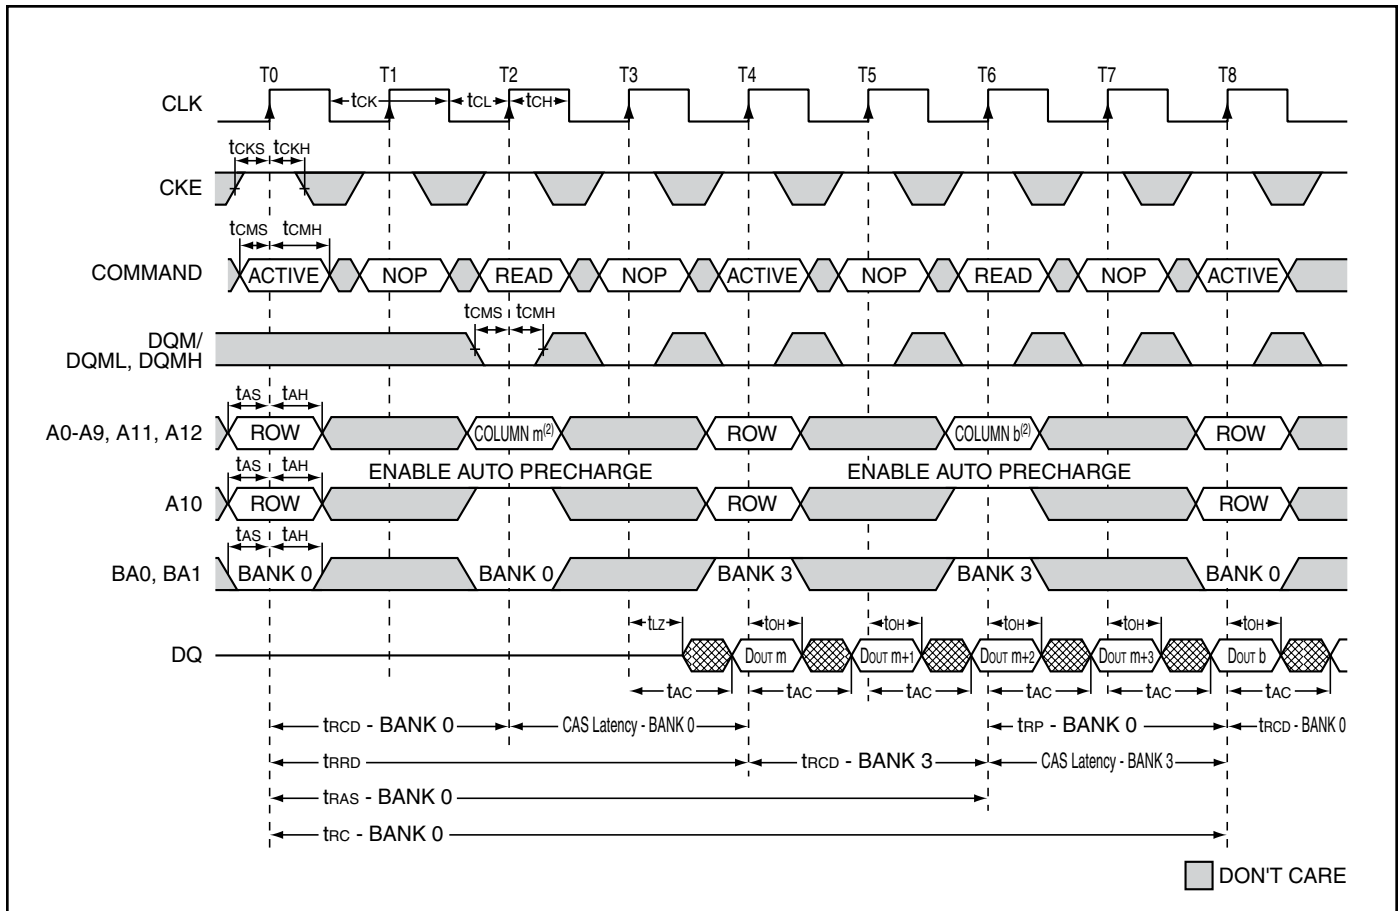 T0 T1 T2 T3 T4 T5 T6 T7 T8
CLK tCK tCL tCH
tCKS tCKH
CKE
tCMS tCMH
COMMAND ACTIVE NOP READ NOP ACTIVE NOP READ NOP ACTIVE
tCMS tCMH
DQM/
DQML, DQMH
tAS tAH
A0-A9, A11, A12 ROW COLUMN m(2) ROW COLUMN b(2) ROW
tAS tAH ENABLE AUTO PRECHARGE ENABLE AUTO PRECHARGE
A10 ROW ROW ROW
tAS tAH
BA0, BA1 BANK 0 BANK 0 BANK 3 BANK 3 BANK 0
tLZ tOH tOH tOH tOH tOH
DQ DOUT m DOUT m+1 DOUT m+2 DOUT m+3 DOUT b
tAC tAC tAC tAC tAC tAC
tRCD - BANK 0 CAS Latency - BANK 0 tRP - BANK 0 tRCD - BANK 0
tRRD tRCD - BANK 3 CAS Latency - BANK 3
tRAS - BANK 0
tRC - BANK 0
DON'T CARE